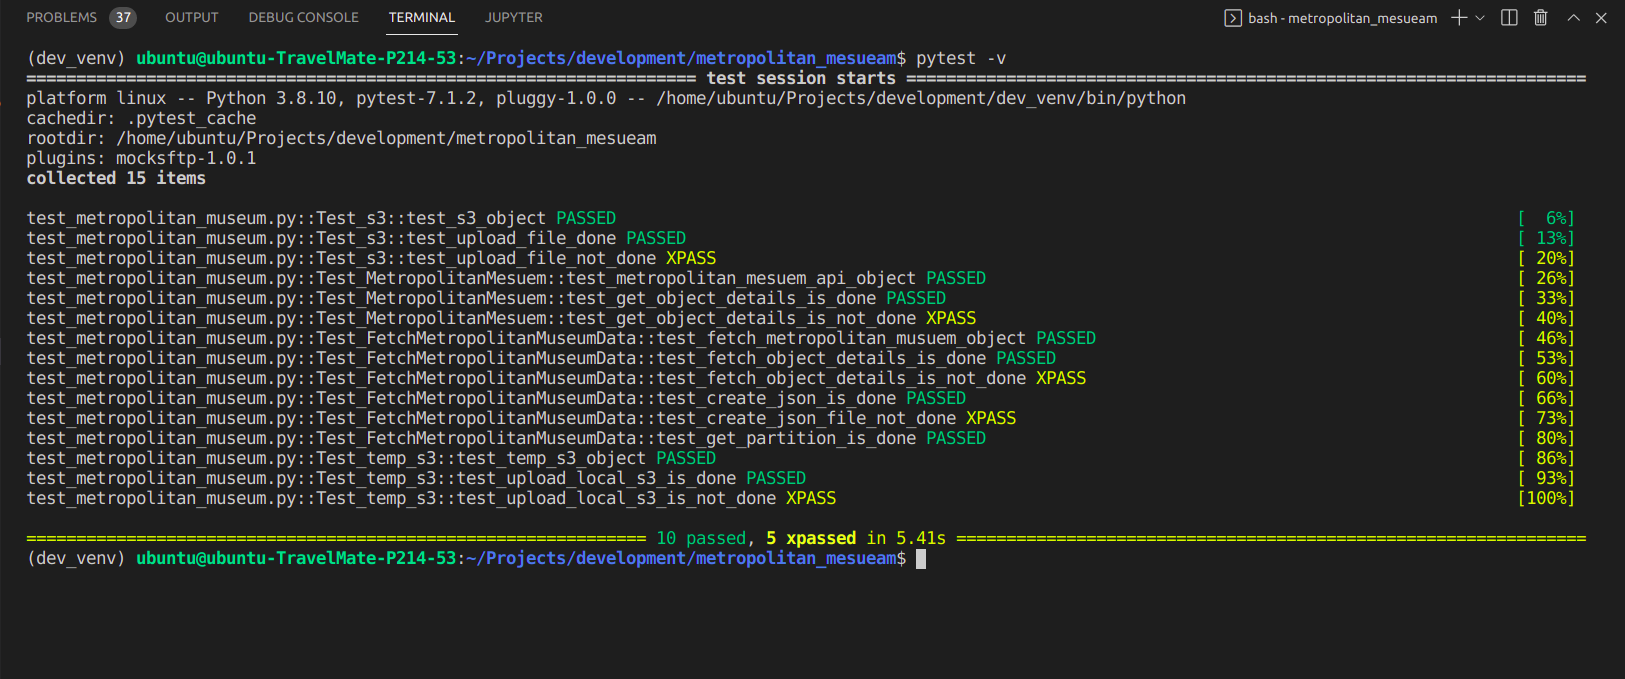 PROBLEMS 37 OUTPUT DEBUG CONSOLE TERMINAL JUPYTER bash - metropolitan_mesueam
(dev_venv) ubuntu@ubuntu-TravelMate-P214-53:~/Projects/development/metropolitan_mesueam$ pytest -v
=================================================================== test session starts ====================================================================
platform linux -- Python 3.8.10, pytest-7.1.2, pluggy-1.0.0 -- /home/ubuntu/Projects/development/dev_venv/bin/python
cachedir: .pytest_cache
rootdir: /home/ubuntu/Projects/development/metropolitan_mesueam
plugins: mocksftp-1.0.1
collected 15 items
test_metropolitan_museum.py::Test_s3::test_s3_object PASSED [  6%]
test_metropolitan_museum.py::Test_s3::test_upload_file_done PASSED [ 13%]
test_metropolitan_museum.py::Test_s3::test_upload_file_not_done XPASS [ 20%]
test_metropolitan_museum.py::Test_MetropolitanMesuem::test_metropolitan_mesuem_api_object PASSED [ 26%]
test_metropolitan_museum.py::Test_MetropolitanMesuem::test_get_object_details_is_done PASSED [ 33%]
test_metropolitan_museum.py::Test_MetropolitanMesuem::test_get_object_details_is_not_done XPASS [ 40%]
test_metropolitan_museum.py::Test_FetchMetropolitanMuseumData::test_fetch_metropolitan_musuem_object PASSED [ 46%]
test_metropolitan_museum.py::Test_FetchMetropolitanMuseumData::test_fetch_object_details_is_done PASSED [ 53%]
test_metropolitan_museum.py::Test_FetchMetropolitanMuseumData::test_fetch_object_details_is_not_done XPASS [ 60%]
test_metropolitan_museum.py::Test_FetchMetropolitanMuseumData::test_create_json_is_done PASSED [ 66%]
test_metropolitan_museum.py::Test_FetchMetropolitanMuseumData::test_create_json_file_not_done XPASS [ 73%]
test_metropolitan_museum.py::Test_FetchMetropolitanMuseumData::test_get_partition_is_done PASSED [ 80%]
test_metropolitan_museum.py::Test_temp_s3::test_temp_s3_object PASSED [ 86%]
test_metropolitan_museum.py::Test_temp_s3::test_upload_local_s3_is_done PASSED [ 93%]
test_metropolitan_museum.py::Test_temp_s3::test_upload_local_s3_is_not_done XPASS [100%]
============================================================== 10 passed, 5 xpassed in 5.41s ===============================================================
(dev_venv) ubuntu@ubuntu-TravelMate-P214-53:~/Projects/development/metropolitan_mesueam$